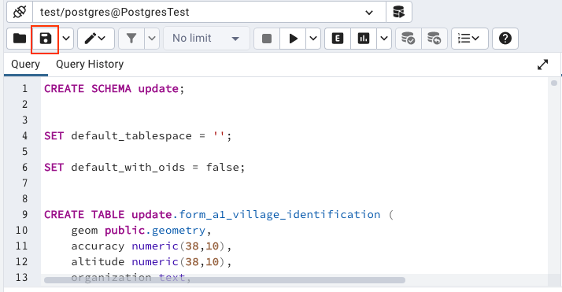 test/postgres@PostgresTest
No limit
E
?
Query Query History
1 CREATE SCHEMA update;
2
3
4 SET default_tablespace = '';
5
6 SET default_with_oids = false;
7
8
9 CREATE TABLE update.form_a1_village_identification (
10 geom public.geometry,
11 accuracy numeric(38,10),
12 altitude numeric(38,10),
13 organization text,